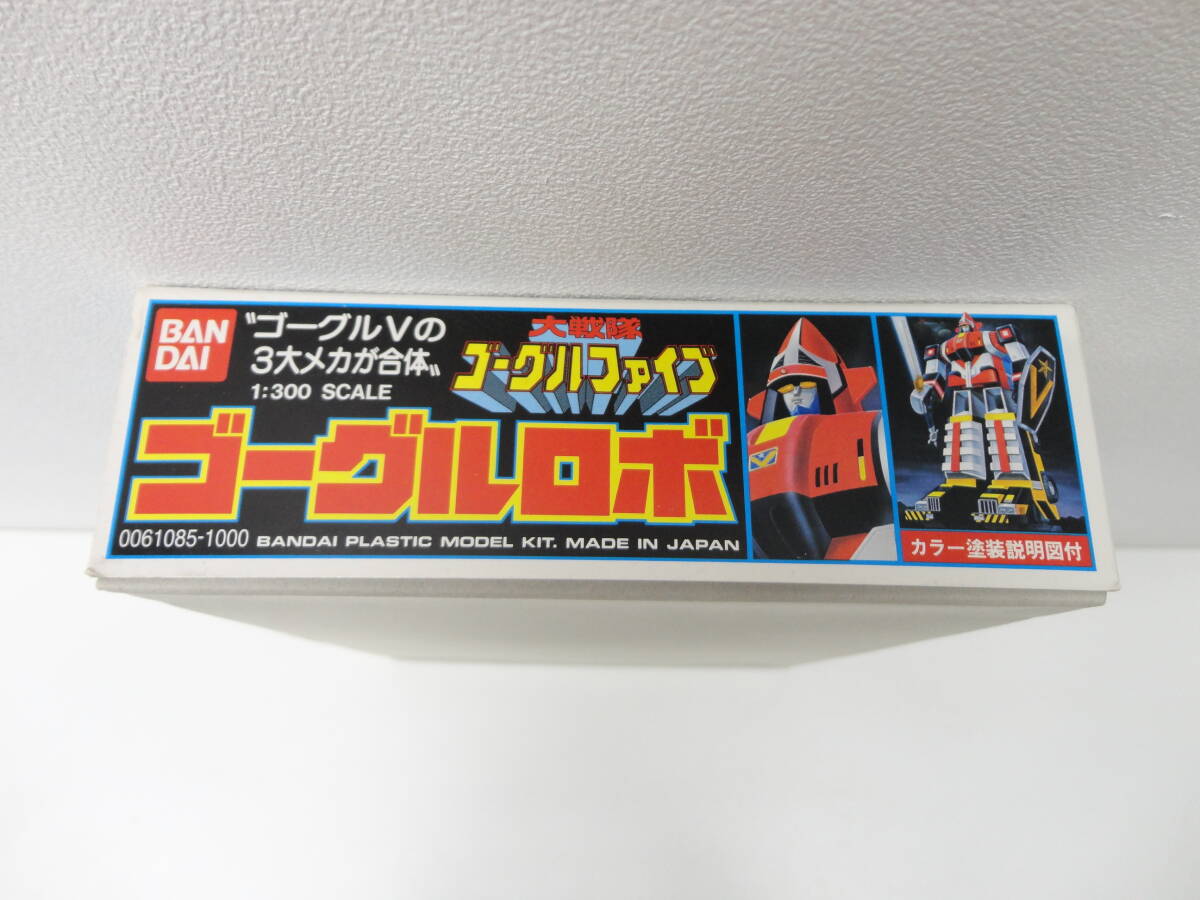 BAN
DAI
〝ゴーグルVの
3大メカが合体〟
1:300 SCALE
大戦隊
ゴーグルファイブ
ゴーグルロボ
0061085-1000 BANDAI PLASTIC MODEL KIT. MADE IN JAPAN
カラー塗装説明図付